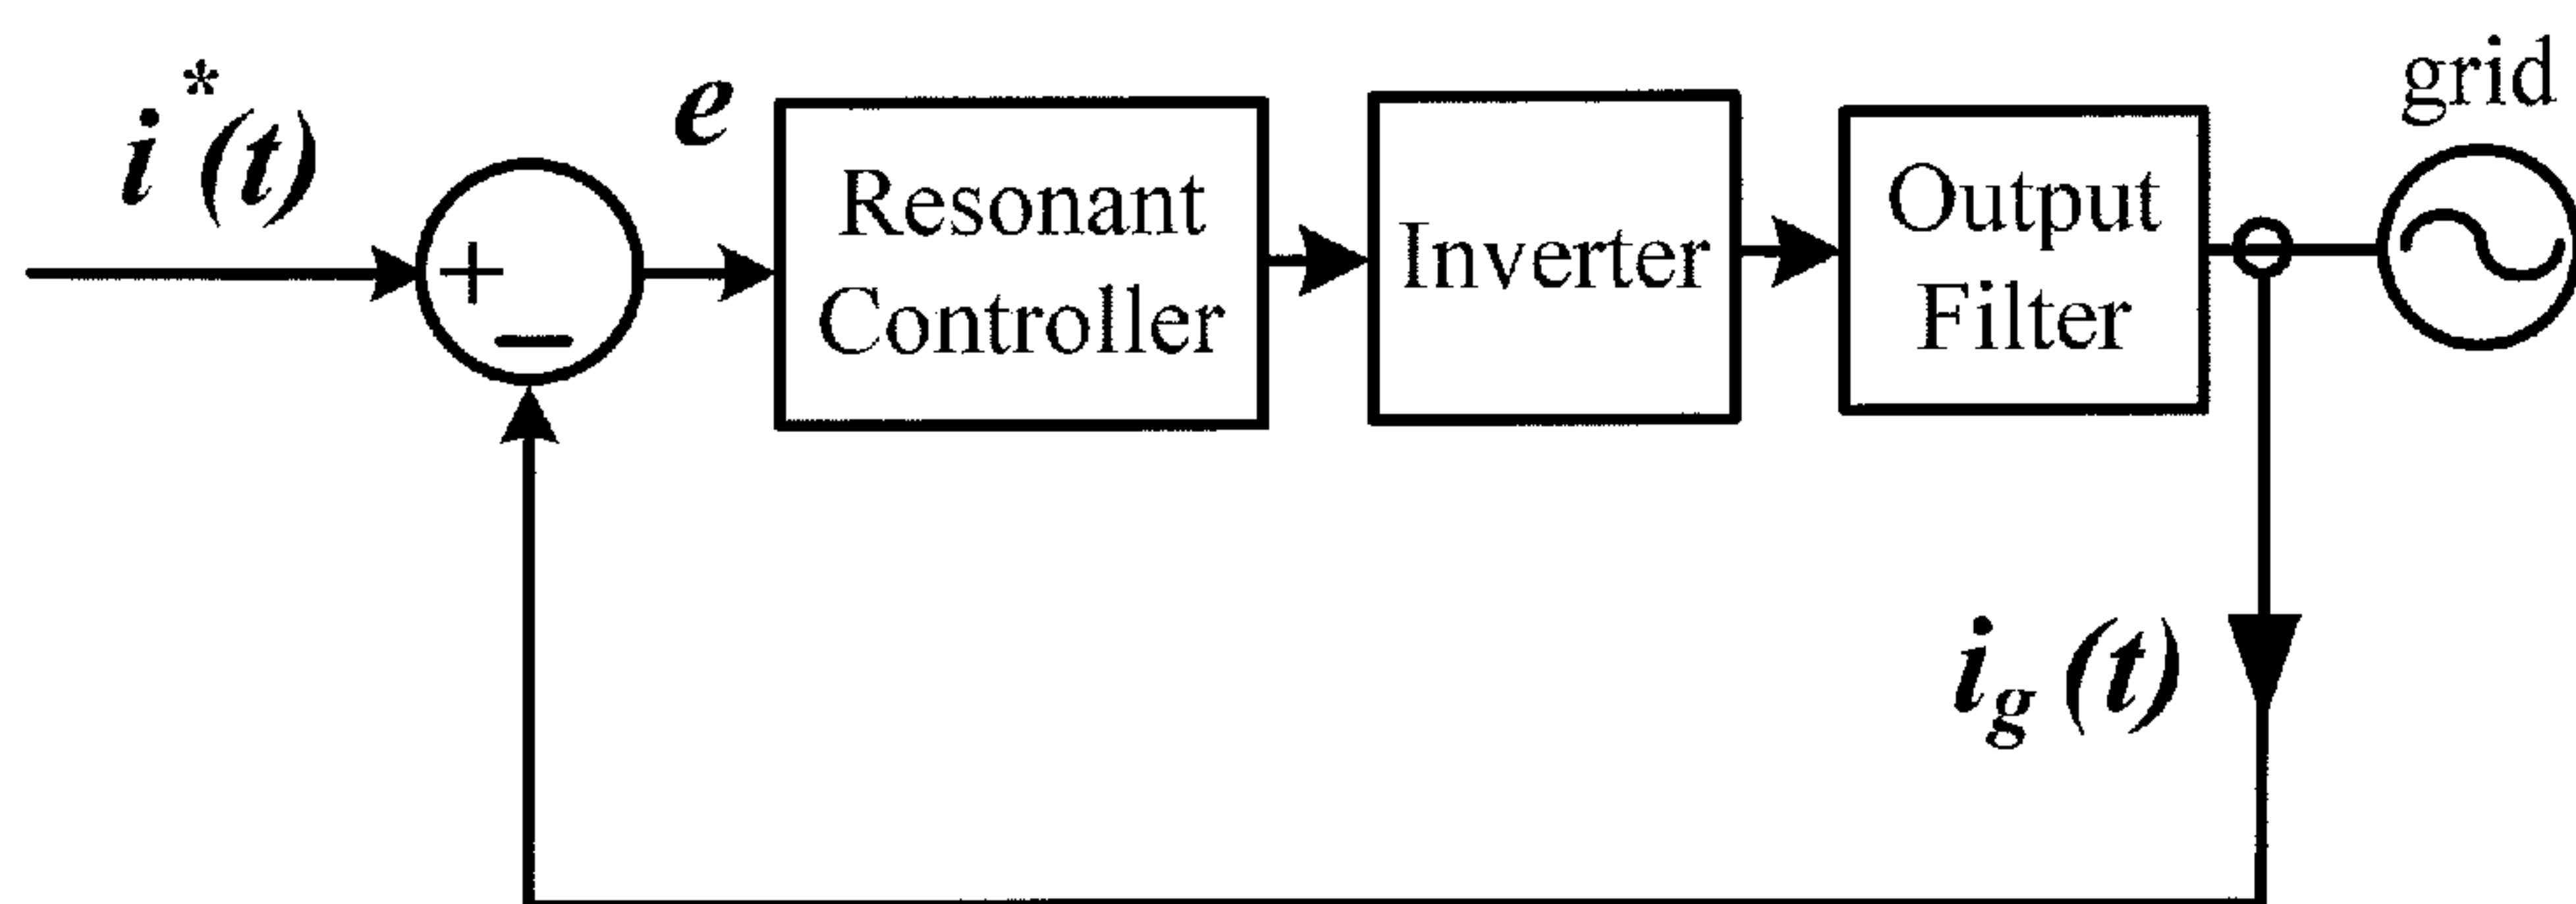 i*(t)
+
−
e
Resonant
Controller
Inverter
Output
Filter
grid
ig (t)